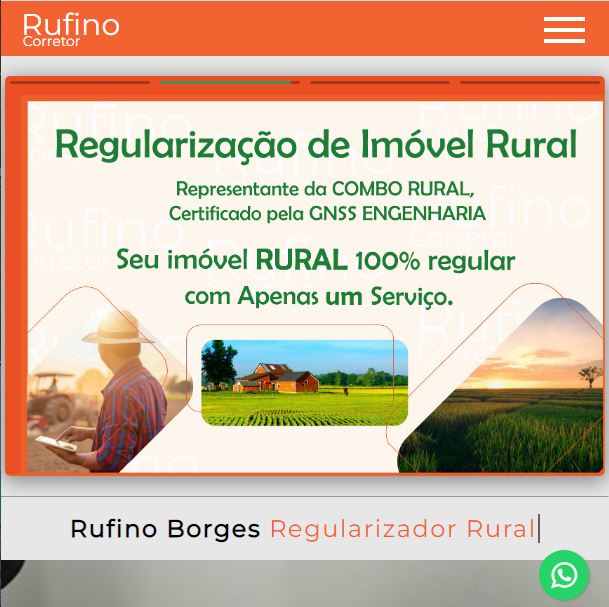 Rufino
Corretor
Regularização de Imóvel Rural
Representante da COMBO RURAL,
Certificado pela GNSS ENGENHARIA
Seu imóvel RURAL 100% regular
com Apenas um Serviço.
Rufino Borges Regularizador Rural